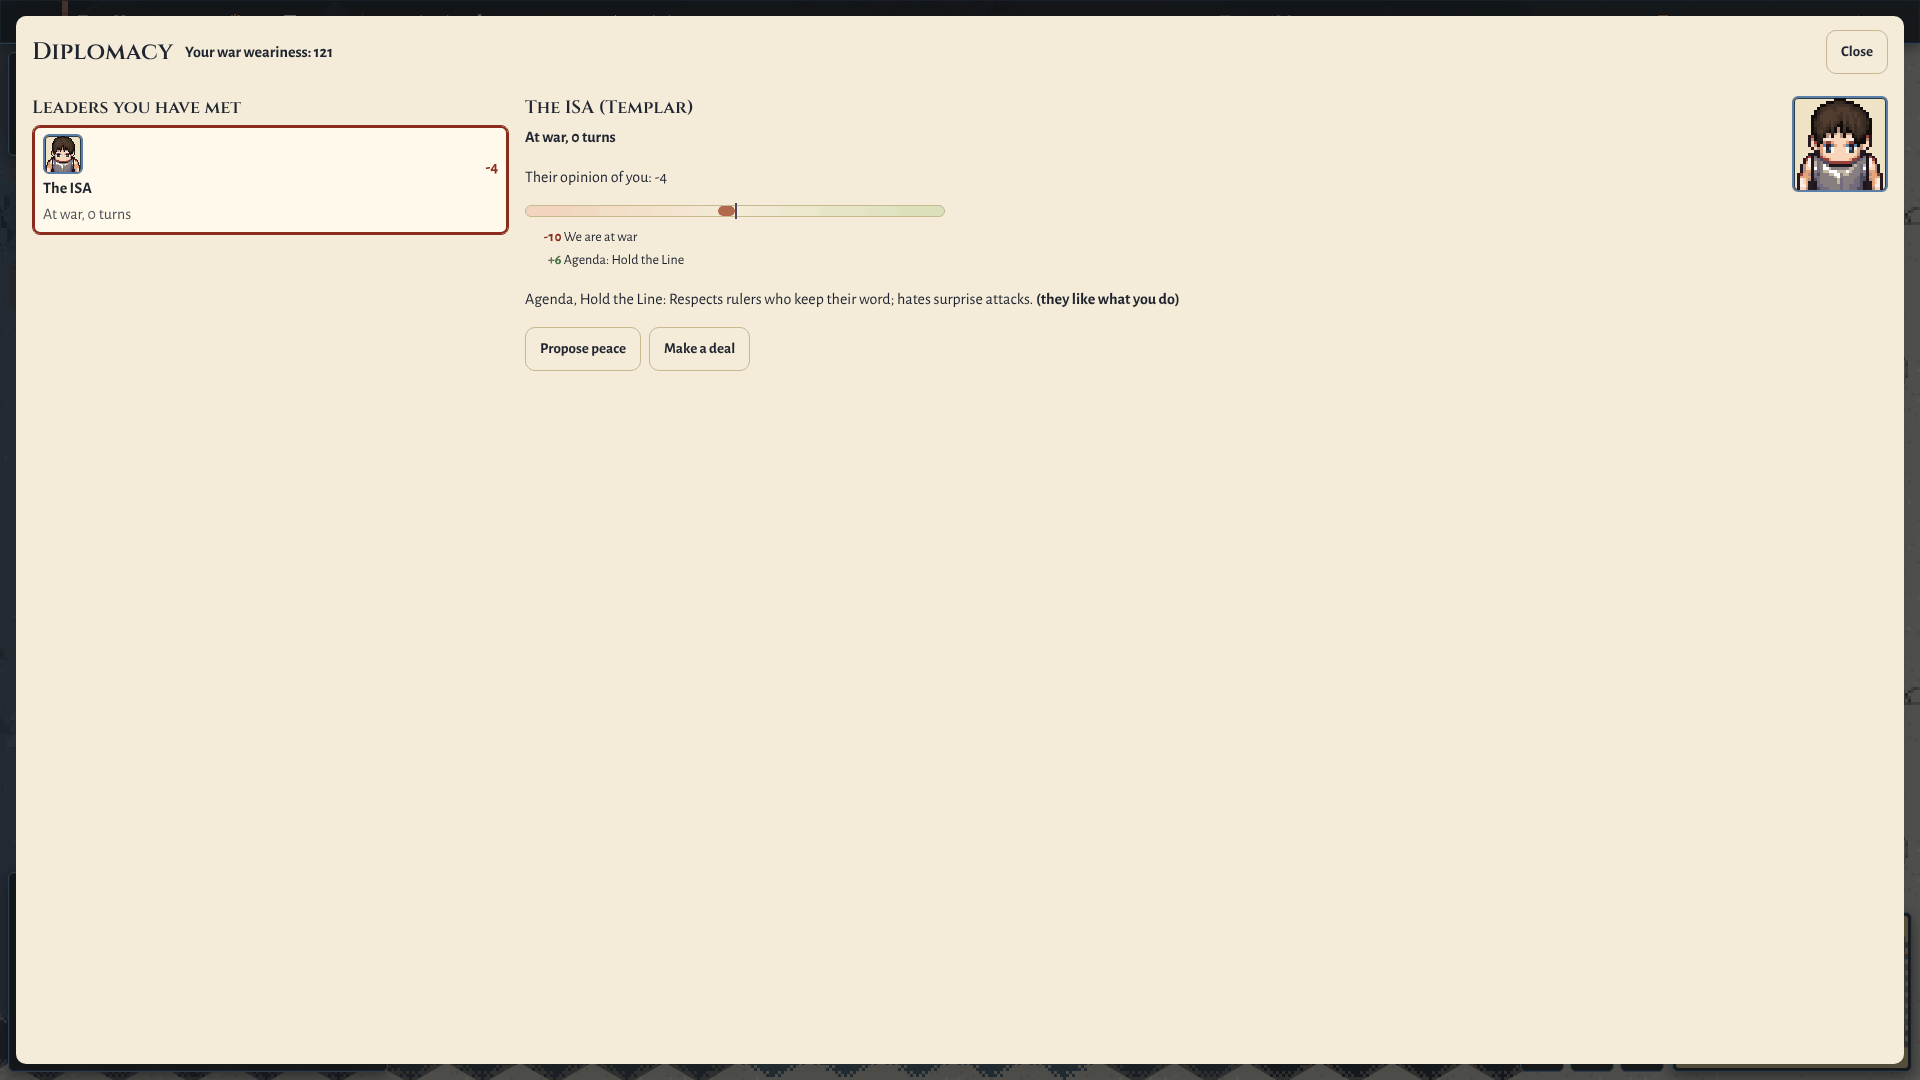 Diplomacy Your war weariness: 121
Close
Leaders you have met
-4
The ISA
At war, 0 turns
The ISA (Templar)
At war, 0 turns
Their opinion of you: -4
-10 We are at war
+6 Agenda: Hold the Line
Agenda, Hold the Line: Respects rulers who keep their word; hates surprise attacks. (they like what you do)
Propose peace Make a deal